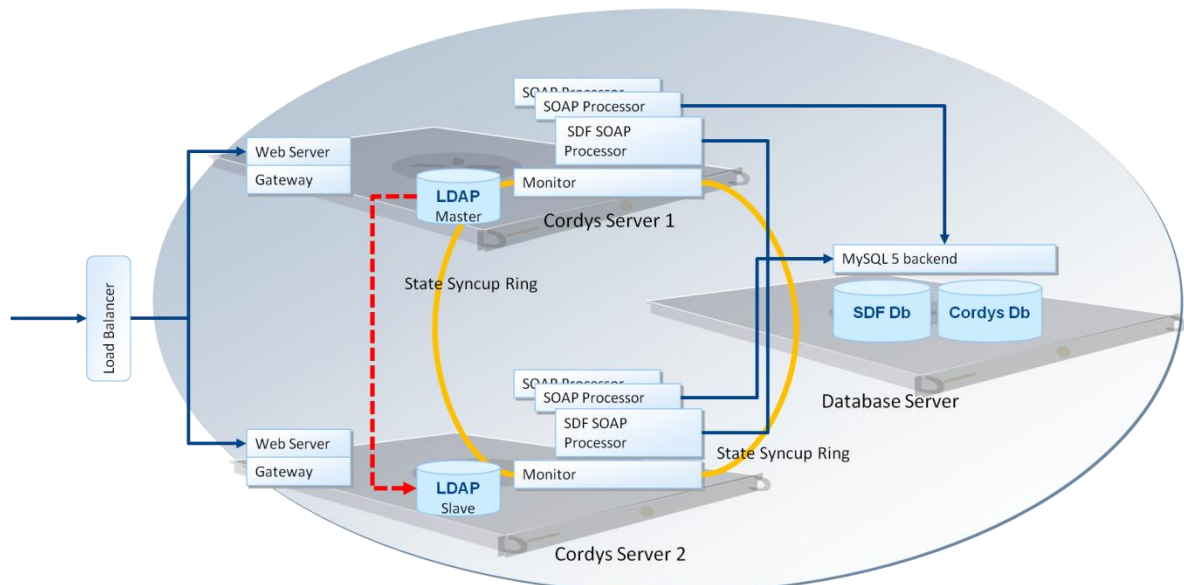 SOAP Processor
SOAP Processor
SDF SOAP
Processor
Web Server
Gateway
Monitor
LDAP
Master
Cordys Server 1
State Syncup Ring
MySQL 5 backend
SDF Db
Cordys Db
Load Balancer
Database Server
SOAP Processor
SOAP Processor
SDF SOAP
Processor
Web Server
Gateway
State Syncup Ring
Monitor
LDAP
Slave
Cordys Server 2